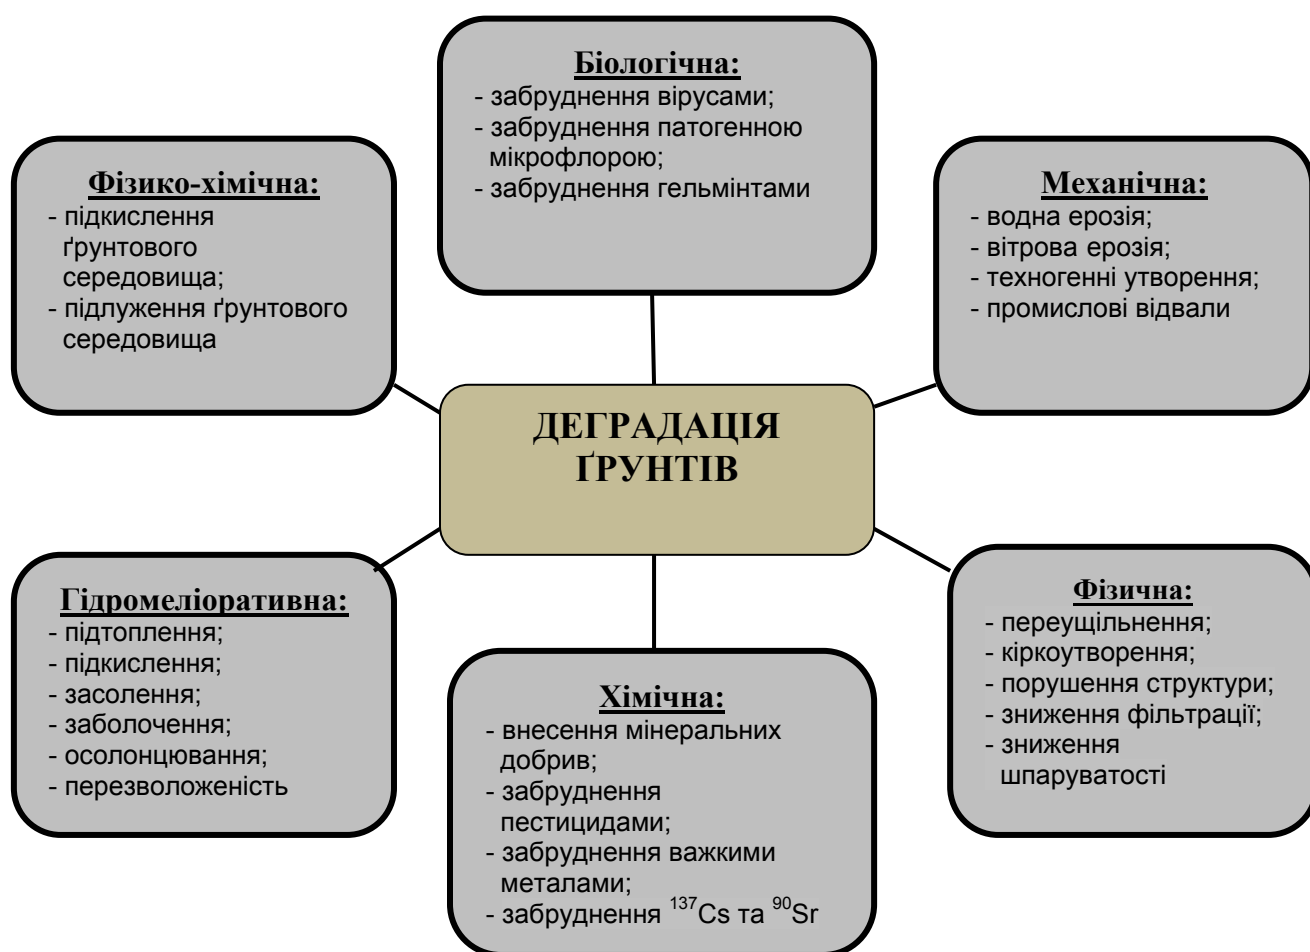 Біологічна:
- забруднення вірусами;
- забруднення патогенною
мікрофлорою;
- забруднення гельмінтами
Фізико-хімічна:
- підкислення
ґрунтового
середовища;
- підлуження ґрунтового
середовища
Механічна:
- водна ерозія;
- вітрова ерозія;
- техногенні утворення;
- промислові відвали
ДЕГРАДАЦІЯ
ҐРУНТІВ
Гідромеліоративна:
- підтоплення;
- підкислення;
- засолення;
- заболочення;
- осолонцювання;
- перезволоженість
Хімічна:
- внесення мінеральних
добрив;
- забруднення
пестицидами;
- забруднення важкими
металами;
- забруднення ¹³⁷Cs та ⁹⁰Sr
Фізична:
- переущільнення;
- кіркоутворення;
- порушення структури;
- зниження фільтрації;
- зниження
шпаруватості